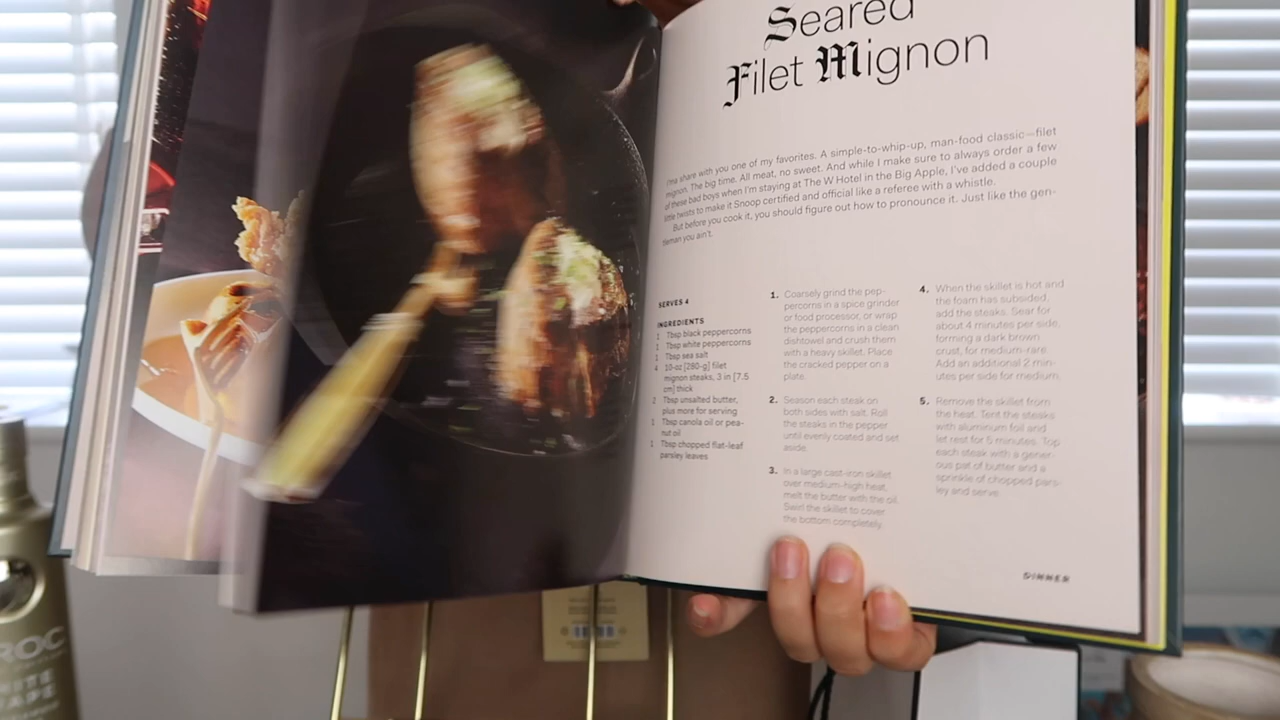 Seared
Filet Mignon
share with you one of my favorites. A simple-to-whip-up, man-food classic—filet
mignon. The big time. All meat, no sweet. And while I make sure to always order a few
of these bad boys when I'm staying at The W Hotel in the Big Apple, I've added a couple
little twists to make it Snoop certified and official like a referee with a whistle.
But before you cook it, you should figure out how to pronounce it. Just like the gen-
tleman you ain't.
SERVES 4
INGREDIENTS
1 Tbsp black peppercorns
1 Tbsp white peppercorns
1 Tbsp sea salt
4 10-oz [280-g] filet
mignon steaks, 3 in [7.5
cm] thick
2 Tbsp unsalted butter,
plus more for serving
1 Tbsp canola oil or pea-
nut oil
1 Tbsp chopped flat-leaf
parsley leaves
1. Coarsely grind the pep-
percorns in a spice grinder
or food processor, or wrap
the peppercorns in a clean
dishtowel and crush them
with a heavy skillet. Place
the cracked pepper on a
plate.
2. Season each steak on
both sides with salt. Roll
the steaks in the pepper
until evenly coated and set
aside.
3. In a large cast-iron skillet
over medium-high heat,
melt the butter with the oil.
Swirl the skillet to cover
the bottom completely.
4. When the skillet is hot and
the foam has subsided,
add the steaks. Sear for
about 4 minutes per side,
forming a dark brown
crust, for medium-rare.
Add an additional 2 min-
utes per side for medium.
5. Remove the skillet from
the heat. Tent the steaks
with aluminum foil and
let rest for 5 minutes. Top
each steak with a gener-
ous pat of butter and a
sprinkle of chopped pars-
ley and serve.
DINNER
ROC